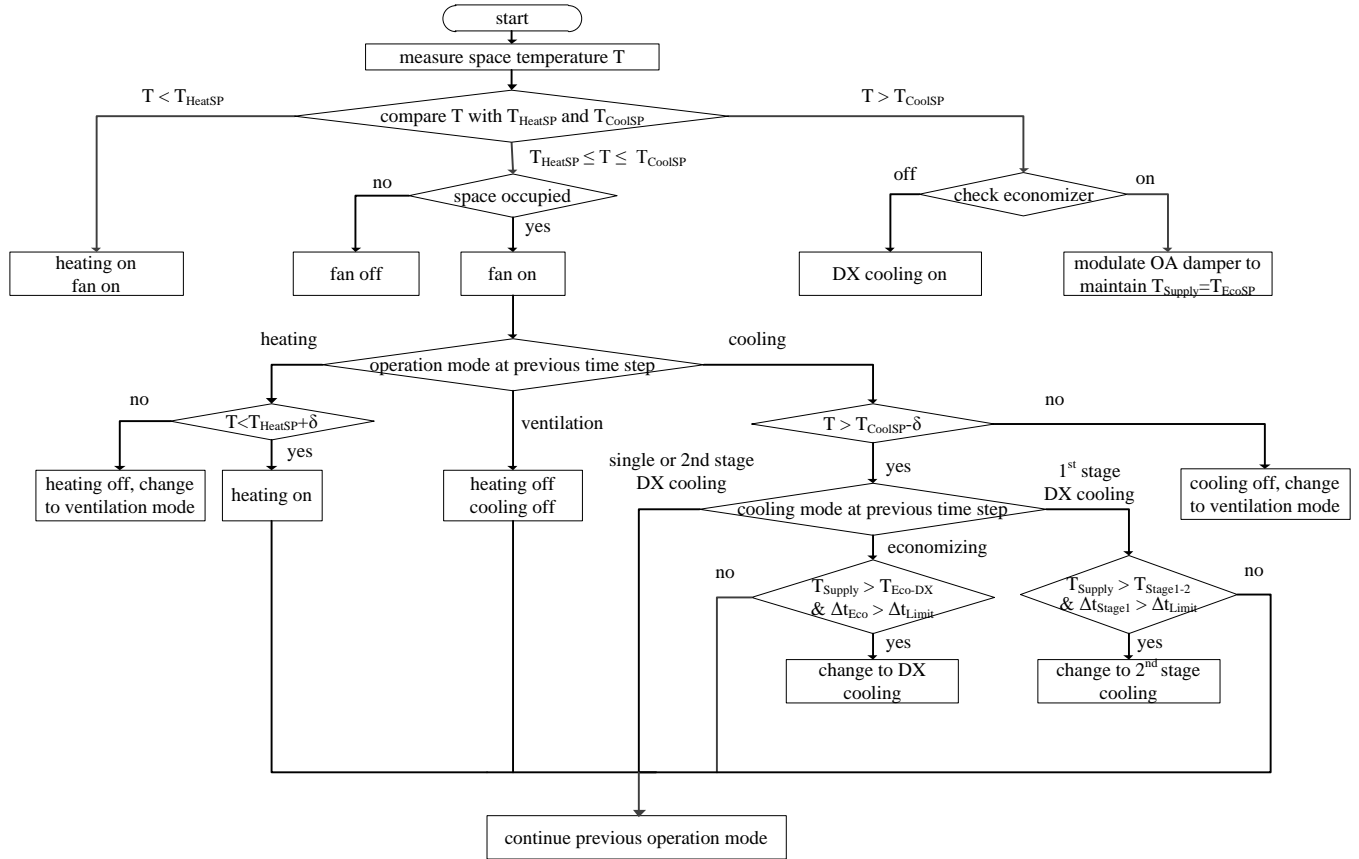 start
measure space temperature T
T < T_HeatSP
T > T_CoolSP
compare T with T_HeatSP and T_CoolSP
T_HeatSP ≤ T ≤ T_CoolSP
no
space occupied
yes
off
check economizer
on
heating on
fan on
fan off
fan on
DX cooling on
modulate OA damper to
maintain T_Supply=T_EcoSP
heating
operation mode at previous time step
cooling
no
T<T_HeatSP+δ
yes
ventilation
T > T_CoolSP-δ
no
yes
heating off, change
to ventilation mode
heating on
heating off
cooling off
single or 2nd stage
DX cooling
cooling mode at previous time step
1^st stage
DX cooling
cooling off, change
to ventilation mode
economizing
no
T_Supply > T_Eco-DX
& Δt_Eco > Δt_Limit
yes
T_Supply > T_Stage1-2
& Δt_Stage1 > Δt_Limit
no
yes
change to DX
cooling
change to 2^nd stage
cooling
continue previous operation mode